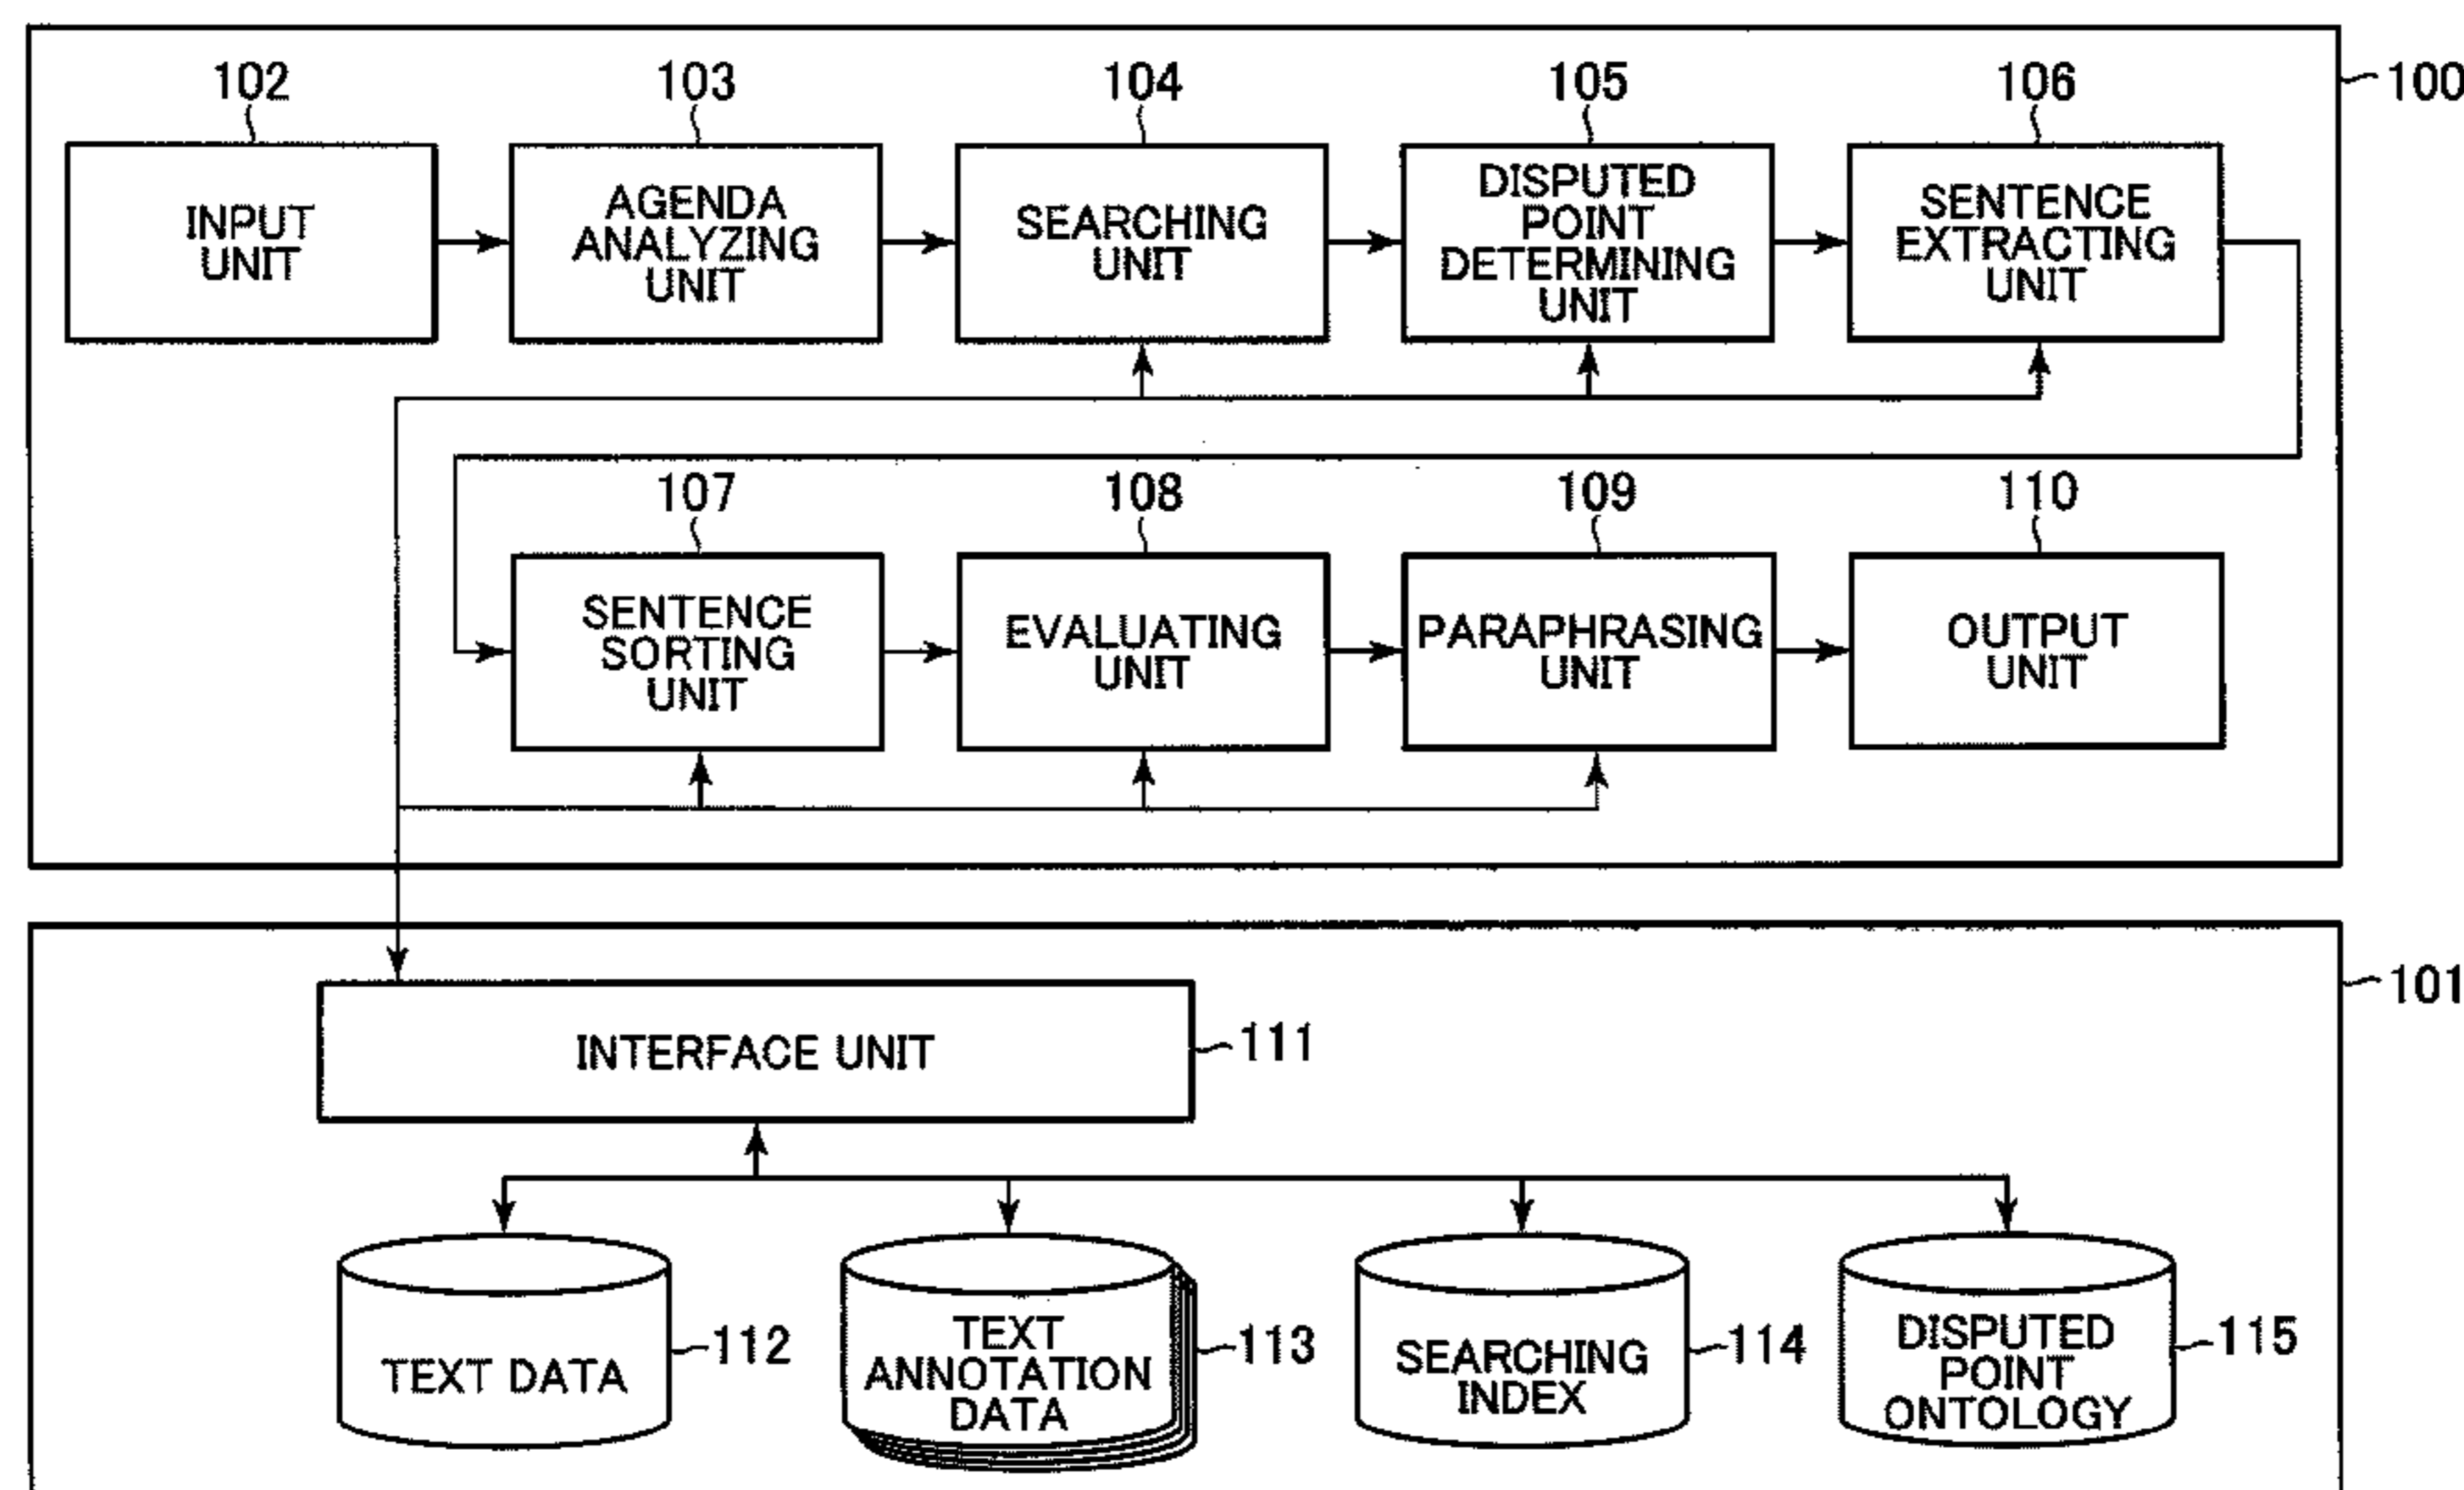 102
103
104
105
106
100
INPUT
UNIT
AGENDA
ANALYZING
UNIT
SEARCHING
UNIT
DISPUTED
POINT
DETERMINING
UNIT
SENTENCE
EXTRACTING
UNIT
107
108
109
110
SENTENCE
SORTING
UNIT
EVALUATING
UNIT
PARAPHRASING
UNIT
OUTPUT
UNIT
101
INTERFACE UNIT
111
TEXT DATA
112
TEXT
ANNOTATION
DATA
113
SEARCHING
INDEX
114
DISPUTED
POINT
ONTOLOGY
115